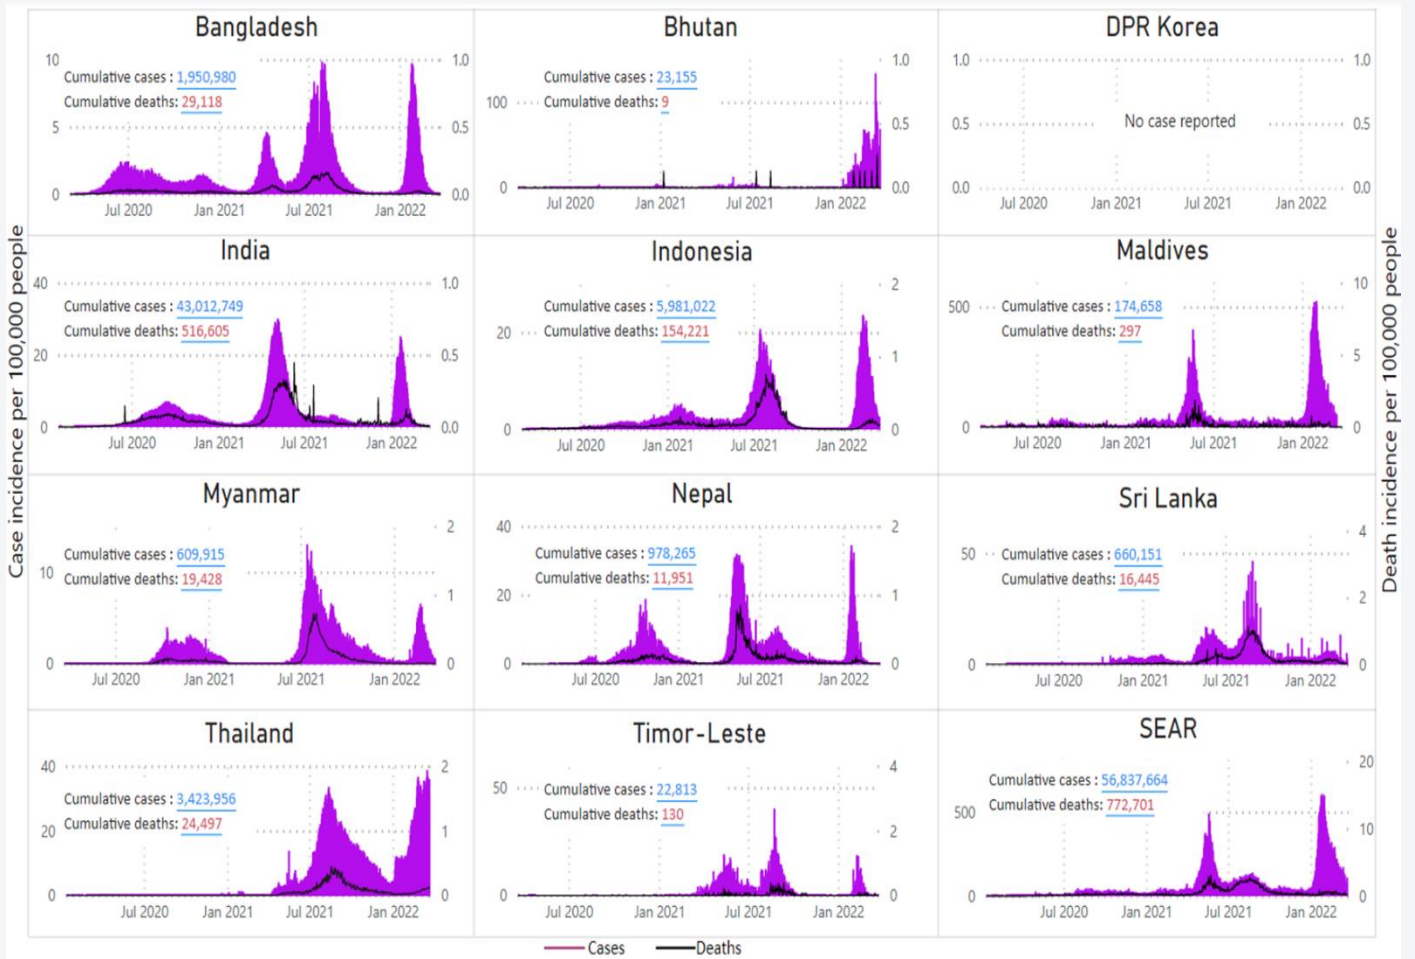 Case incidence per 100,000 people
Death incidence per 100,000 people
Bangladesh
Cumulative cases : 1,950,980
Cumulative deaths: 29,118
10
5
0
1.0
0.5
0.0
Jul 2020 Jan 2021 Jul 2021 Jan 2022
Bhutan
Cumulative cases : 23,155
Cumulative deaths: 9
100
0
1.0
0.5
0.0
Jul 2020 Jan 2021 Jul 2021 Jan 2022
DPR Korea
No case reported
1.0
0.5
0.0
1.0
0.5
0.0
Jul 2020 Jan 2021 Jul 2021 Jan 2022
India
Cumulative cases : 43,012,749
Cumulative deaths: 516,605
40
20
0
1.0
0.5
0.0
Jul 2020 Jan 2021 Jul 2021 Jan 2022
Indonesia
Cumulative cases : 5,981,022
Cumulative deaths: 154,221
20
0
2
1
0
Jul 2020 Jan 2021 Jul 2021 Jan 2022
Maldives
Cumulative cases : 174,658
Cumulative deaths: 297
500
0
10
5
0
Jul 2020 Jan 2021 Jul 2021 Jan 2022
Myanmar
Cumulative cases : 609,915
Cumulative deaths: 19,428
10
0
2
1
0
Jul 2020 Jan 2021 Jul 2021 Jan 2022
Nepal
Cumulative cases : 978,265
Cumulative deaths: 11,951
40
20
0
2
1
0
Jul 2020 Jan 2021 Jul 2021 Jan 2022
Sri Lanka
Cumulative cases : 660,151
Cumulative deaths: 16,445
50
0
4
2
0
Jul 2020 Jan 2021 Jul 2021 Jan 2022
Thailand
Cumulative cases : 3,423,956
Cumulative deaths: 24,497
40
20
0
2
1
0
Jul 2020 Jan 2021 Jul 2021 Jan 2022
Timor-Leste
Cumulative cases : 22,813
Cumulative deaths: 130
50
0
4
2
0
Jul 2020 Jan 2021 Jul 2021 Jan 2022
SEAR
Cumulative cases : 56,837,664
Cumulative deaths: 772,701
500
0
20
10
0
Jul 2020 Jan 2021 Jul 2021 Jan 2022
Cases Deaths